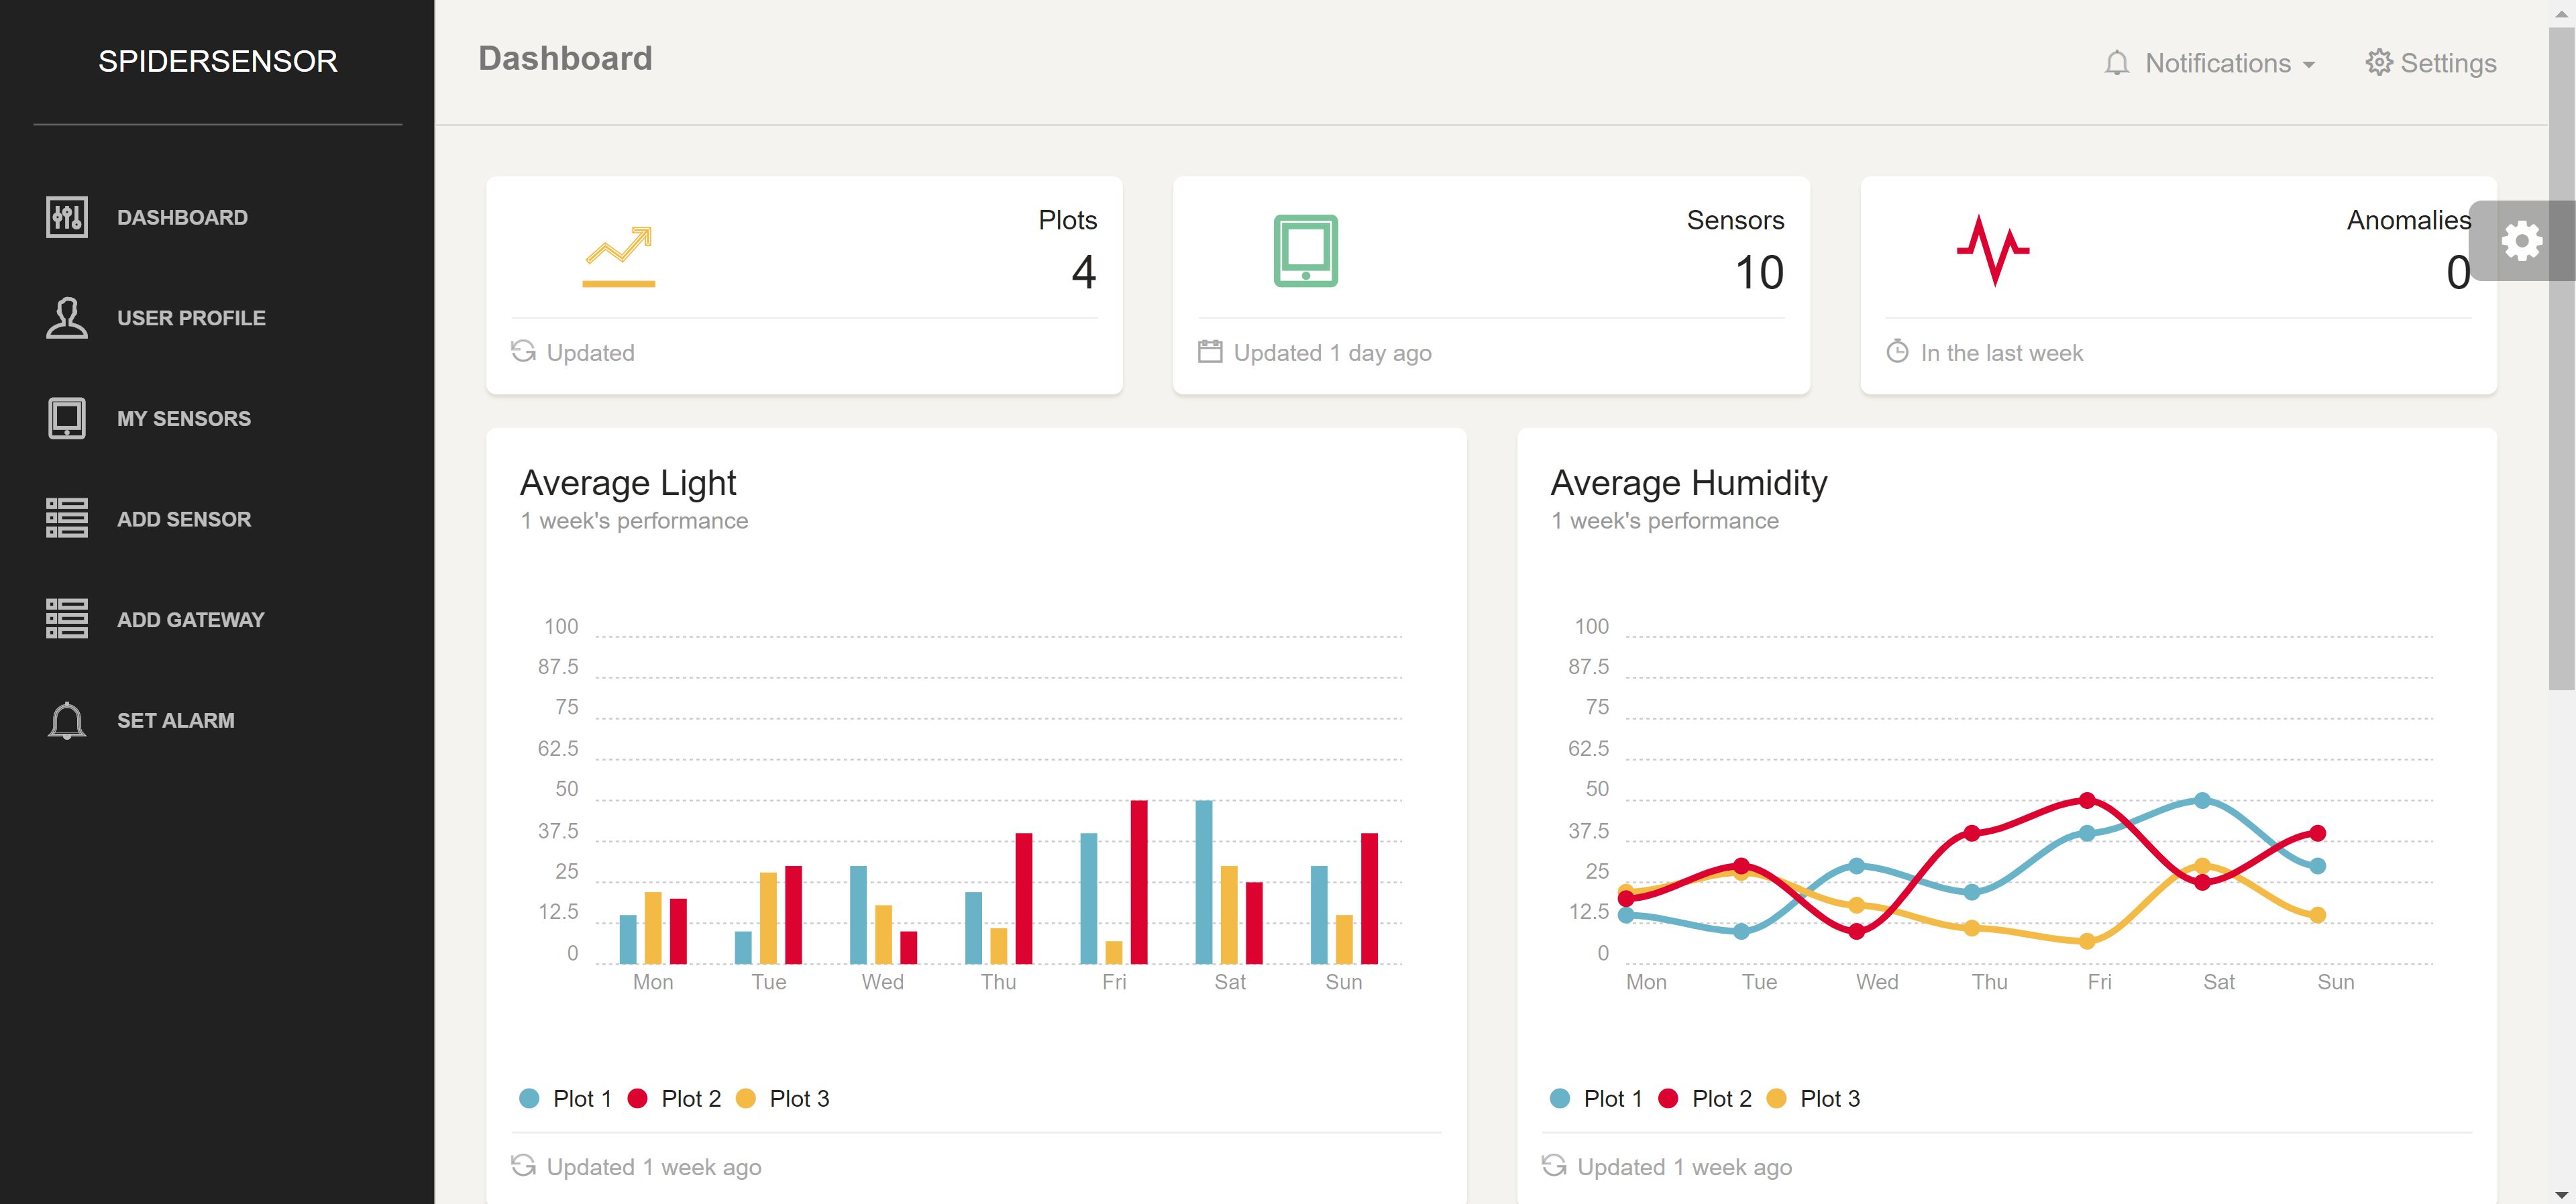 SPIDERSENSOR
DASHBOARD
USER PROFILE
MY SENSORS
ADD SENSOR
ADD GATEWAY
SET ALARM
Dashboard
Notifications
Settings
Plots
4
Updated
Sensors
10
Updated 1 day ago
Anomalies
0
In the last week
Average Light
1 week's performance
100
87.5
75
62.5
50
37.5
25
12.5
0
Mon Tue Wed Thu Fri Sat Sun
Plot 1 Plot 2 Plot 3
Updated 1 week ago
Average Humidity
1 week's performance
100
87.5
75
62.5
50
37.5
25
12.5
0
Mon Tue Wed Thu Fri Sat Sun
Plot 1 Plot 2 Plot 3
Updated 1 week ago